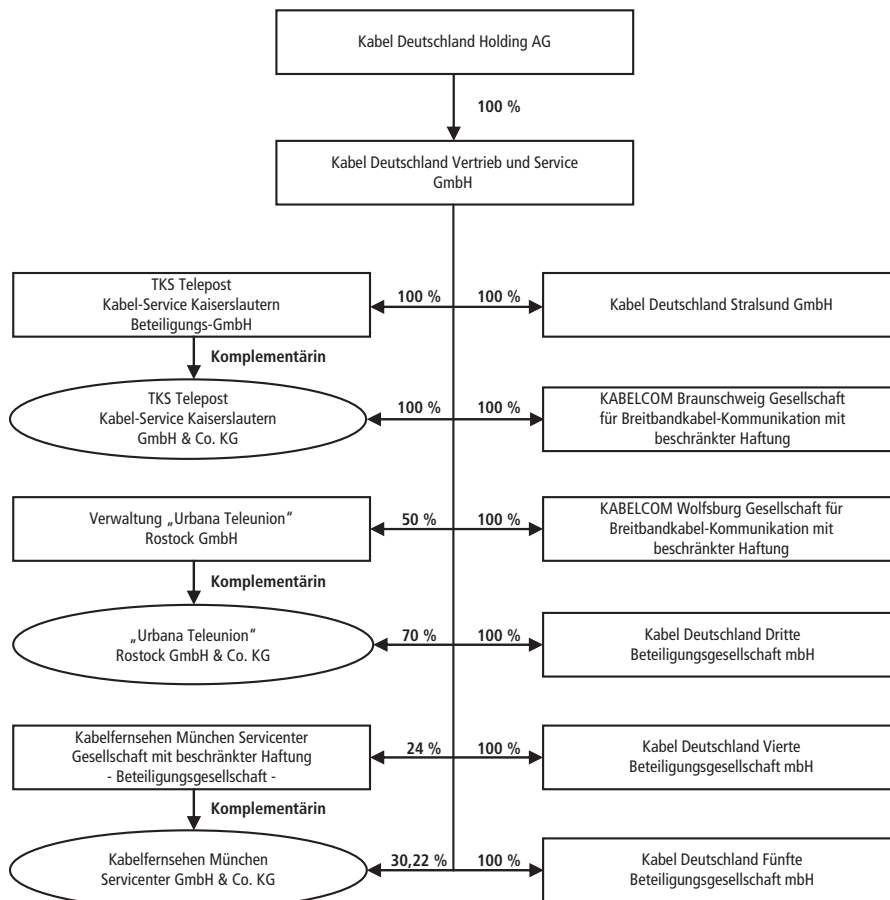 Kabel Deutschland Holding AG
100 %
Kabel Deutschland Vertrieb und Service
GmbH
TKS Telepost
Kabel-Service Kaiserslautern
Beteiligungs-GmbH
100 %
100 %
Kabel Deutschland Stralsund GmbH
Komplementärin
TKS Telepost
Kabel-Service Kaiserslautern
GmbH & Co. KG
100 %
100 %
KABELCOM Braunschweig Gesellschaft
für Breitbandkabel-Kommunikation mit
beschränkter Haftung
Verwaltung „Urbana Teleunion“
Rostock GmbH
50 %
100 %
KABELCOM Wolfsburg Gesellschaft für
Breitbandkabel-Kommunikation mit
beschränkter Haftung
Komplementärin
„Urbana Teleunion“
Rostock GmbH & Co. KG
70 %
100 %
Kabel Deutschland Dritte
Beteiligungsgesellschaft mbH
Kabelfernsehen München Servicenter
Gesellschaft mit beschränkter Haftung
- Beteiligungsgesellschaft -
24 %
100 %
Kabel Deutschland Vierte
Beteiligungsgesellschaft mbH
Komplementärin
Kabelfernsehen München
Servicenter GmbH & Co. KG
30,22 %
100 %
Kabel Deutschland Fünfte
Beteiligungsgesellschaft mbH